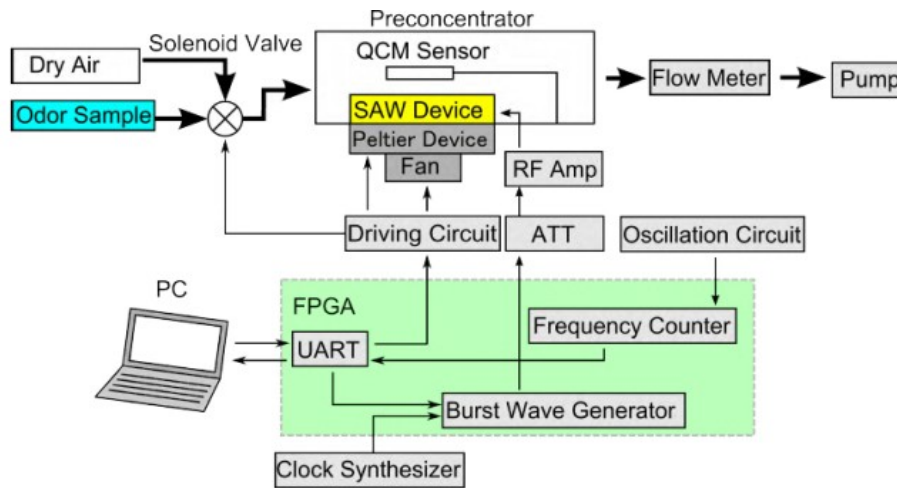 Preconcentrator
Solenoid Valve
QCM Sensor
Dry Air
Flow Meter
Pump
Odor Sample
SAW Device
Peltier Device
Fan
RF Amp
Driving Circuit
ATT
Oscillation Circuit
PC
FPGA
Frequency Counter
UART
Burst Wave Generator
Clock Synthesizer